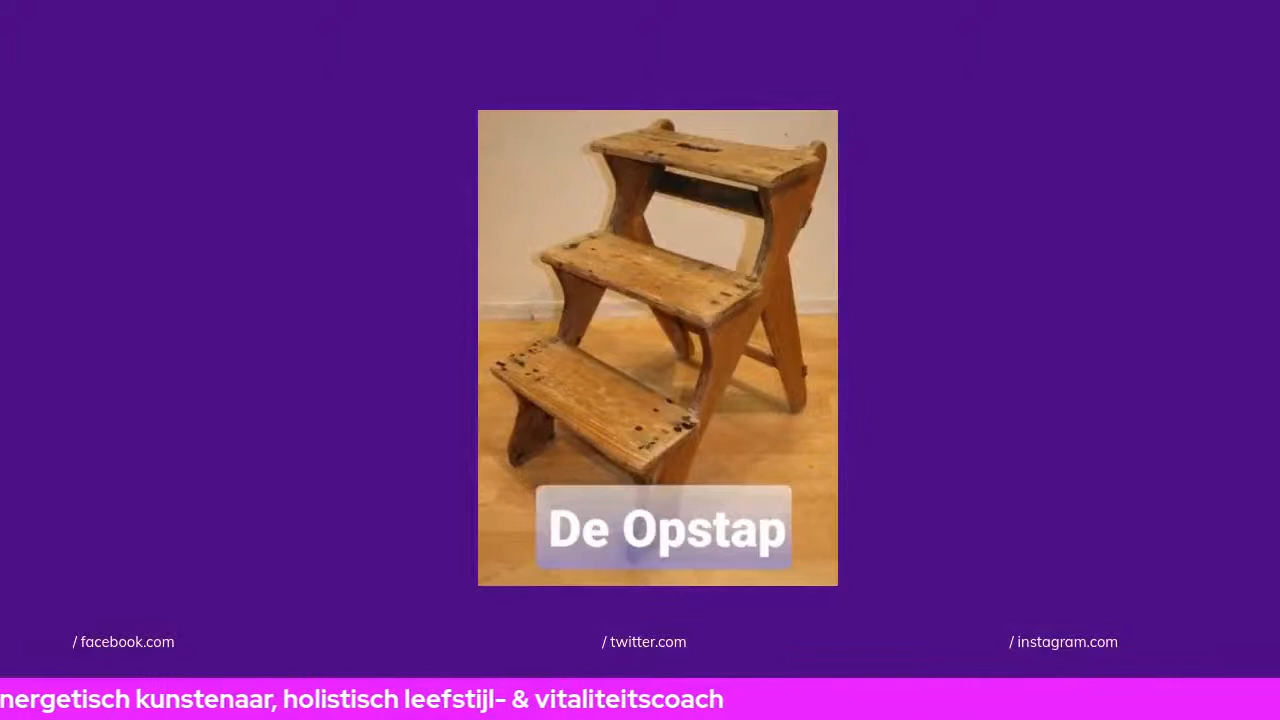 De Opstap
/ facebook.com
/ twitter.com
/ instagram.com
nergetisch kunstenaar, holistisch leefstijl- & vitaliteitscoach